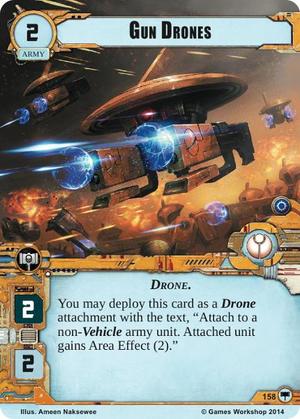 2
GUN DRONES
ARMY
DRONE.
2
You may deploy this card as a Drone
attachment with the text, “Attach to a
non-Vehicle army unit. Attached unit
gains Area Effect (2).”
2
158
Illus. Ameen Naksewee
© Games Workshop 2014